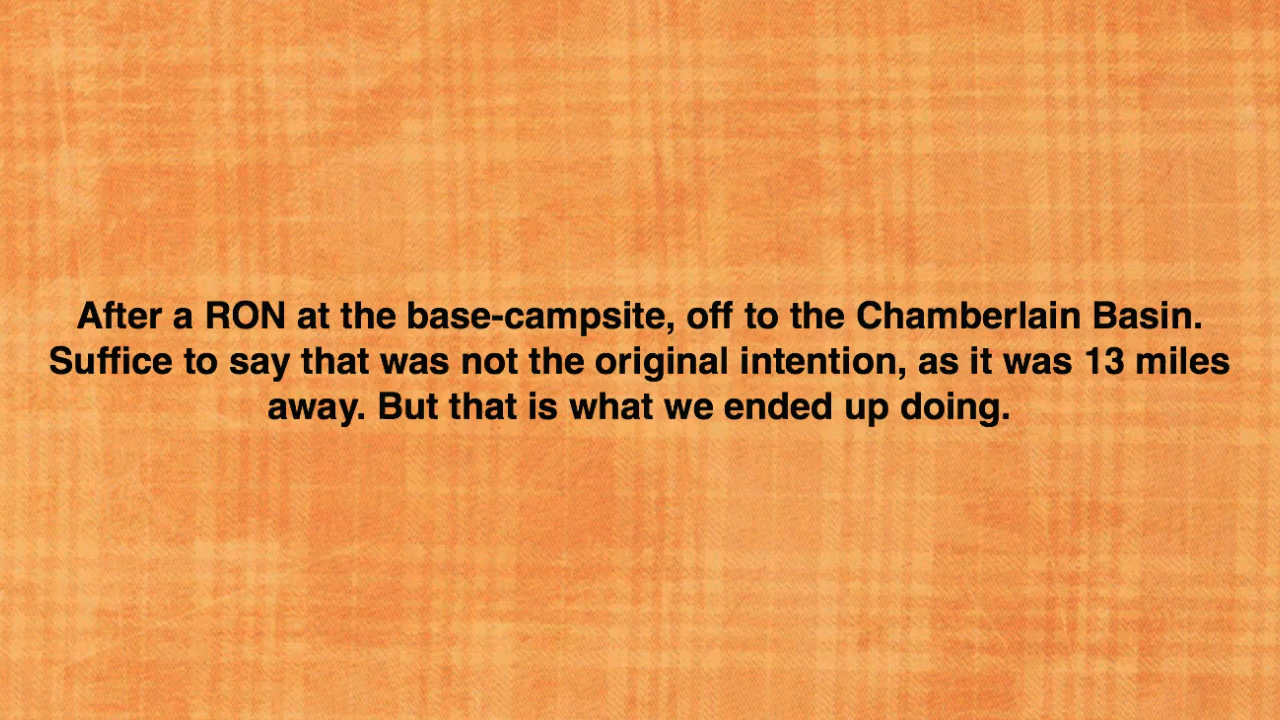 After a RON at the base-campsite, off to the Chamberlain Basin.
Suffice to say that was not the original intention, as it was 13 miles
away. But that is what we ended up doing.